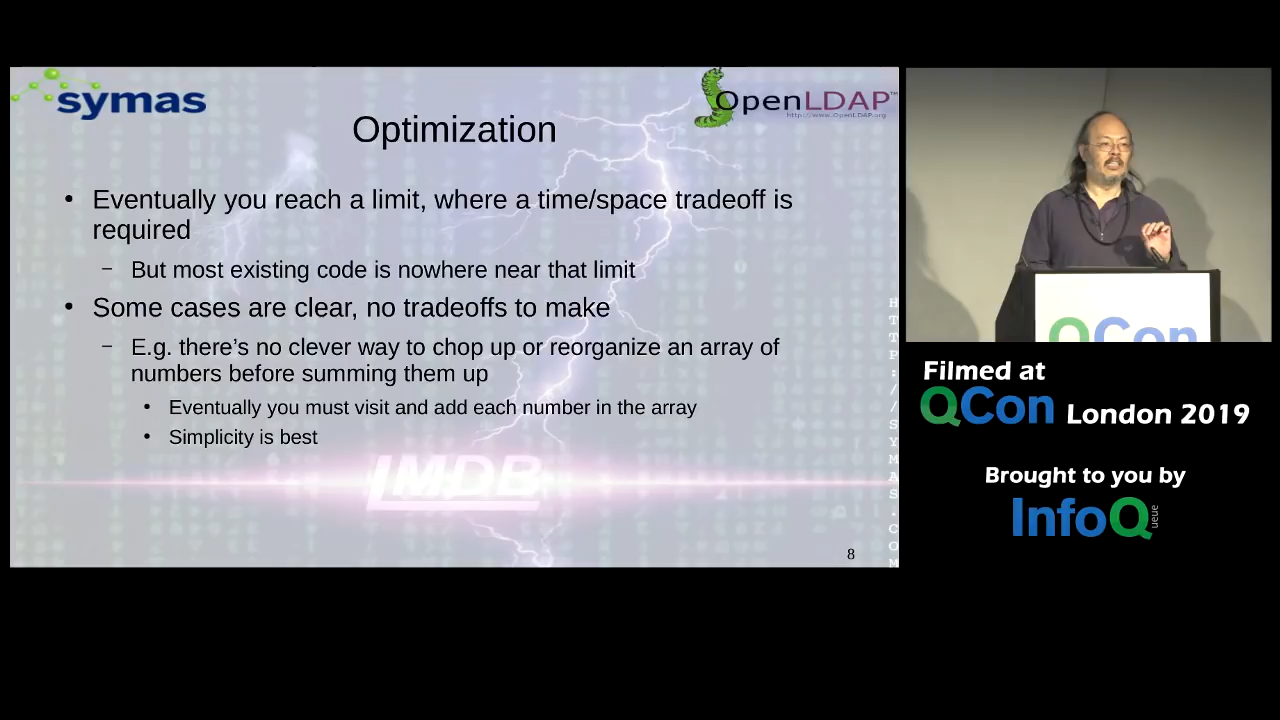 symas
OpenLDAP™
http://www.OpenLDAP.org
Optimization
• Eventually you reach a limit, where a time/space tradeoff is
required
– But most existing code is nowhere near that limit
• Some cases are clear, no tradeoffs to make
– E.g. there’s no clever way to chop up or reorganize an array of
numbers before summing them up
• Eventually you must visit and add each number in the array
• Simplicity is best
LMDB
HTTP://SYMAS.COM
8
QCon
Filmed at
QCon London 2019
Brought to you by
InfoQueue